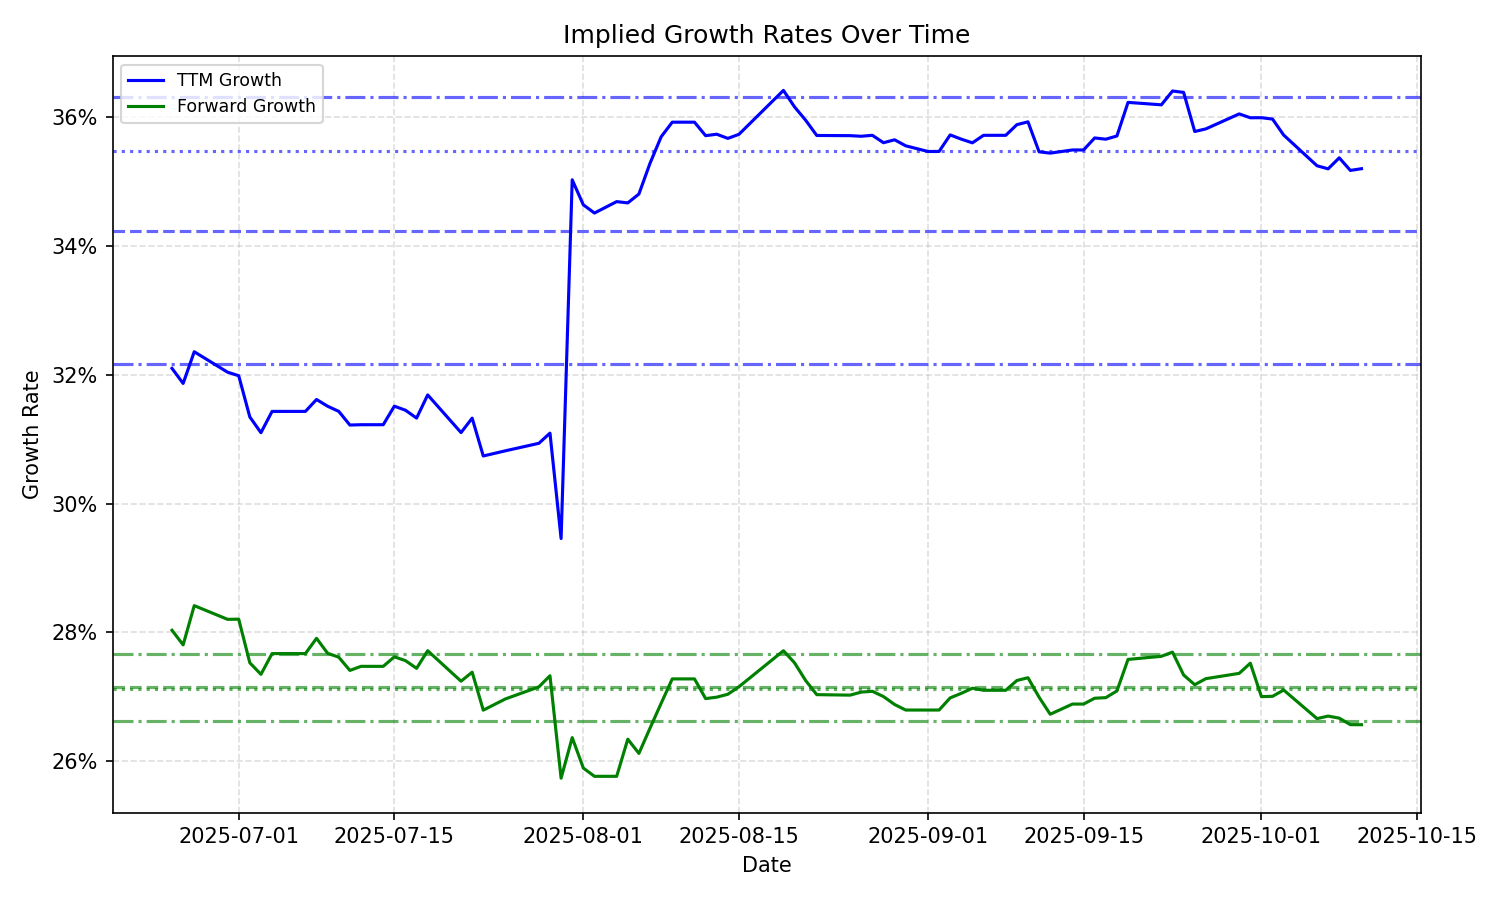 Implied Growth Rates Over Time
TTM Growth
Forward Growth
Growth Rate
36%
34%
32%
30%
28%
26%
2025-07-01
2025-07-15
2025-08-01
2025-08-15
2025-09-01
2025-09-15
2025-10-01
2025-10-15
Date